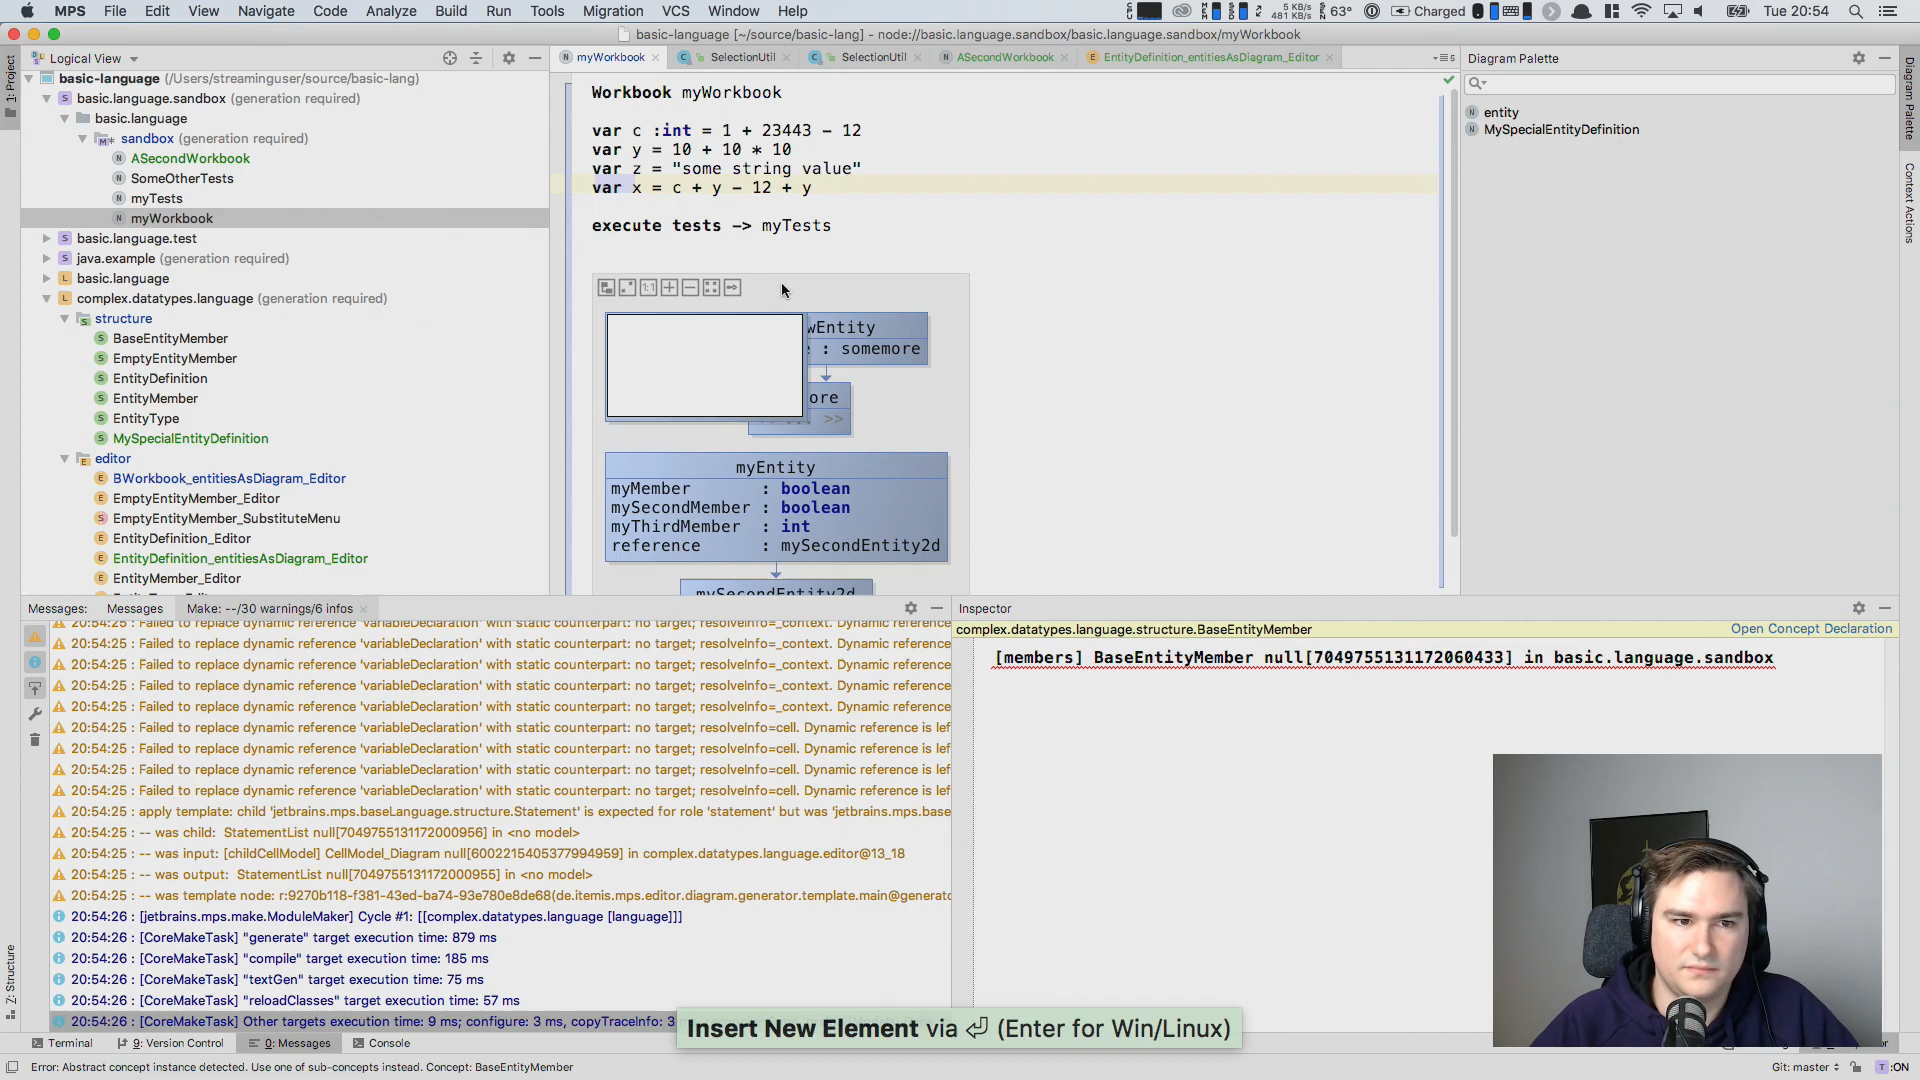 MPS File Edit View Navigate Code Analyze Build Run Tools Migration VCS Window Help
5 KB/s
481 KB/s
63° Charged Tue 20:54
basic-language [~/source/basic-lang] - node://basic.language.sandbox/basic.language.sandbox/myWorkbook
1: Project
Logical View
basic-language (/Users/streaminguser/source/basic-lang)
basic.language.sandbox (generation required)
basic.language
sandbox (generation required)
ASecondWorkbook
SomeOtherTests
myTests
myWorkbook
basic.language.test
java.example (generation required)
basic.language
complex.datatypes.language (generation required)
structure
BaseEntityMember
EmptyEntityMember
EntityDefinition
EntityMember
EntityType
MySpecialEntityDefinition
editor
BWorkbook_entitiesAsDiagram_Editor
EmptyEntityMember_Editor
EmptyEntityMember_SubstituteMenu
EntityDefinition_Editor
EntityDefinition_entitiesAsDiagram_Editor
EntityMember_Editor
myWorkbook SelectionUtil SelectionUtil ASecondWorkbook EntityDefinition_entitiesAsDiagram_Editor
Workbook myWorkbook
var c :int = 1 + 23443 - 12
var y = 10 + 10 * 10
var z = "some string value"
var x = c + y - 12 + y
execute tests -> myTests
1:1
wEntity
: somemore
ore
>>
myEntity
myMember : boolean
mySecondMember : boolean
myThirdMember : int
reference : mySecondEntity2d
mySecondEntity2d
Diagram Palette
entity
MySpecialEntityDefinition
Diagram Palette
Context Actions
Messages: Messages Make: --/30 warnings/6 infos
20:54:25 : Failed to replace dynamic reference 'variableDeclaration' with static counterpart: no target; resolveInfo=_context. Dynamic reference
20:54:25 : Failed to replace dynamic reference 'variableDeclaration' with static counterpart: no target; resolveInfo=_context. Dynamic reference
20:54:25 : Failed to replace dynamic reference 'variableDeclaration' with static counterpart: no target; resolveInfo=_context. Dynamic reference
20:54:25 : Failed to replace dynamic reference 'variableDeclaration' with static counterpart: no target; resolveInfo=_context. Dynamic reference
20:54:25 : Failed to replace dynamic reference 'variableDeclaration' with static counterpart: no target; resolveInfo=_context. Dynamic reference
20:54:25 : Failed to replace dynamic reference 'variableDeclaration' with static counterpart: no target; resolveInfo=cell. Dynamic reference is lef
20:54:25 : Failed to replace dynamic reference 'variableDeclaration' with static counterpart: no target; resolveInfo=cell. Dynamic reference is lef
20:54:25 : Failed to replace dynamic reference 'variableDeclaration' with static counterpart: no target; resolveInfo=cell. Dynamic reference is lef
20:54:25 : Failed to replace dynamic reference 'variableDeclaration' with static counterpart: no target; resolveInfo=cell. Dynamic reference is lef
20:54:25 : apply template: child 'jetbrains.mps.baseLanguage.structure.Statement' is expected for role 'statement' but was 'jetbrains.mps.base
20:54:25 : -- was child: StatementList null[7049755131172000956] in <no model>
20:54:25 : -- was input: [childCellModel] CellModel_Diagram null[6002215405377994959] in complex.datatypes.language.editor@13_18
20:54:25 : -- was output: StatementList null[7049755131172000955] in <no model>
20:54:25 : -- was template node: r:9270b118-f381-43ed-ba74-93e780e8de68(de.itemis.mps.editor.diagram.generator.template.main@generato
20:54:26 : [jetbrains.mps.make.ModuleMaker] Cycle #1: [[complex.datatypes.language [language]]]
20:54:26 : [CoreMakeTask] "generate" target execution time: 879 ms
20:54:26 : [CoreMakeTask] "compile" target execution time: 185 ms
20:54:26 : [CoreMakeTask] "textGen" target execution time: 75 ms
20:54:26 : [CoreMakeTask] "reloadClasses" target execution time: 57 ms
20:54:26 : [CoreMakeTask] Other targets execution time: 9 ms; configure: 3 ms, copyTraceInfo: 3
Inspector
complex.datatypes.language.structure.BaseEntityMember Open Concept Declaration
[members] BaseEntityMember null[7049755131172060433] in basic.language.sandbox
Insert New Element via ⏎ (Enter for Win/Linux)
Z: Structure
Terminal 9: Version Control 0: Messages Console
Error: Abstract concept instance detected. Use one of sub-concepts instead. Concept: BaseEntityMember
Git: master T :ON